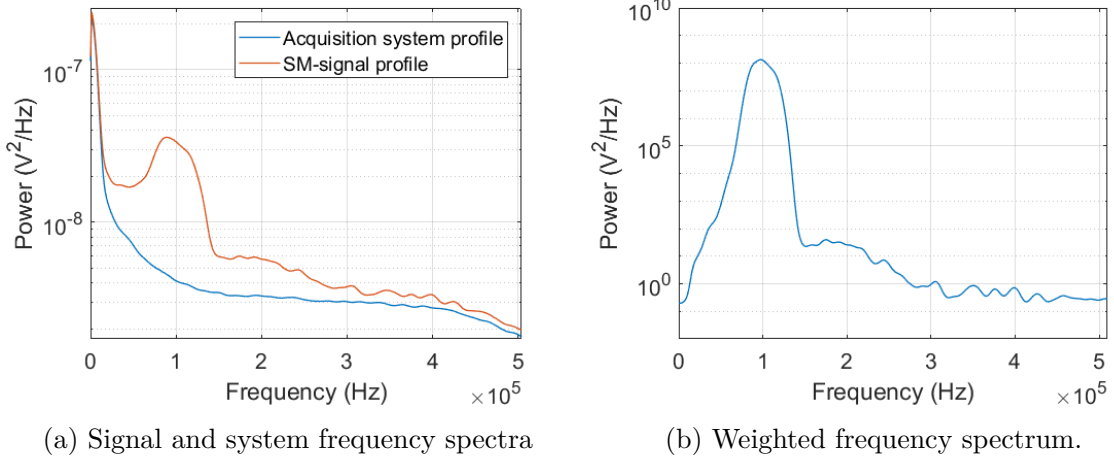 Acquisition system profile
SM-signal profile
10^-7
10^-8
Power (V^2/Hz)
0 1 2 3 4 5
Frequency (Hz)
×10^5
(a) Signal and system frequency spectra
10^10
10^5
10^0
Power (V^2/Hz)
0 1 2 3 4 5
Frequency (Hz)
×10^5
(b) Weighted frequency spectrum.